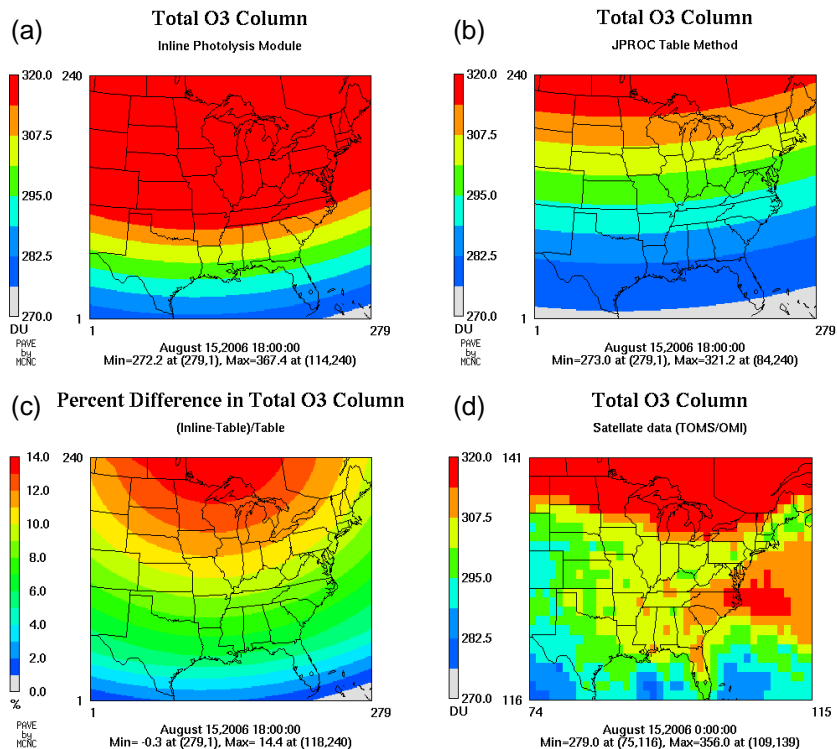 (a)
Total O3 Column
Inline Photolysis Module
320.0
307.5
295.0
282.5
270.0
DU
PAVE
by
MCNC
240
1
1
279
August 15,2006 18:00:00
Min=272.2 at (279,1), Max=367.4 at (114,240)
(b)
Total O3 Column
JPROC Table Method
320.0
307.5
295.0
282.5
270.0
DU
PAVE
by
MCNC
240
1
1
279
August 15,2006 18:00:00
Min=273.0 at (279,1), Max=321.2 at (84,240)
(c)
Percent Difference in Total O3 Column
(Inline-Table)/Table
14.0
12.0
10.0
8.0
6.0
4.0
2.0
0.0
%
PAVE
by
MCNC
240
1
1
279
August 15,2006 18:00:00
Min= -0.3 at (279,1), Max= 14.4 at (118,240)
(d)
Total O3 Column
Satellate data (TOMS/OMI)
320.0
307.5
295.0
282.5
270.0
DU
PAVE
by
MCNC
141
116
74
115
August 15,2006 0:00:00
Min=279.0 at (75,116), Max=356.0 at (109,139)